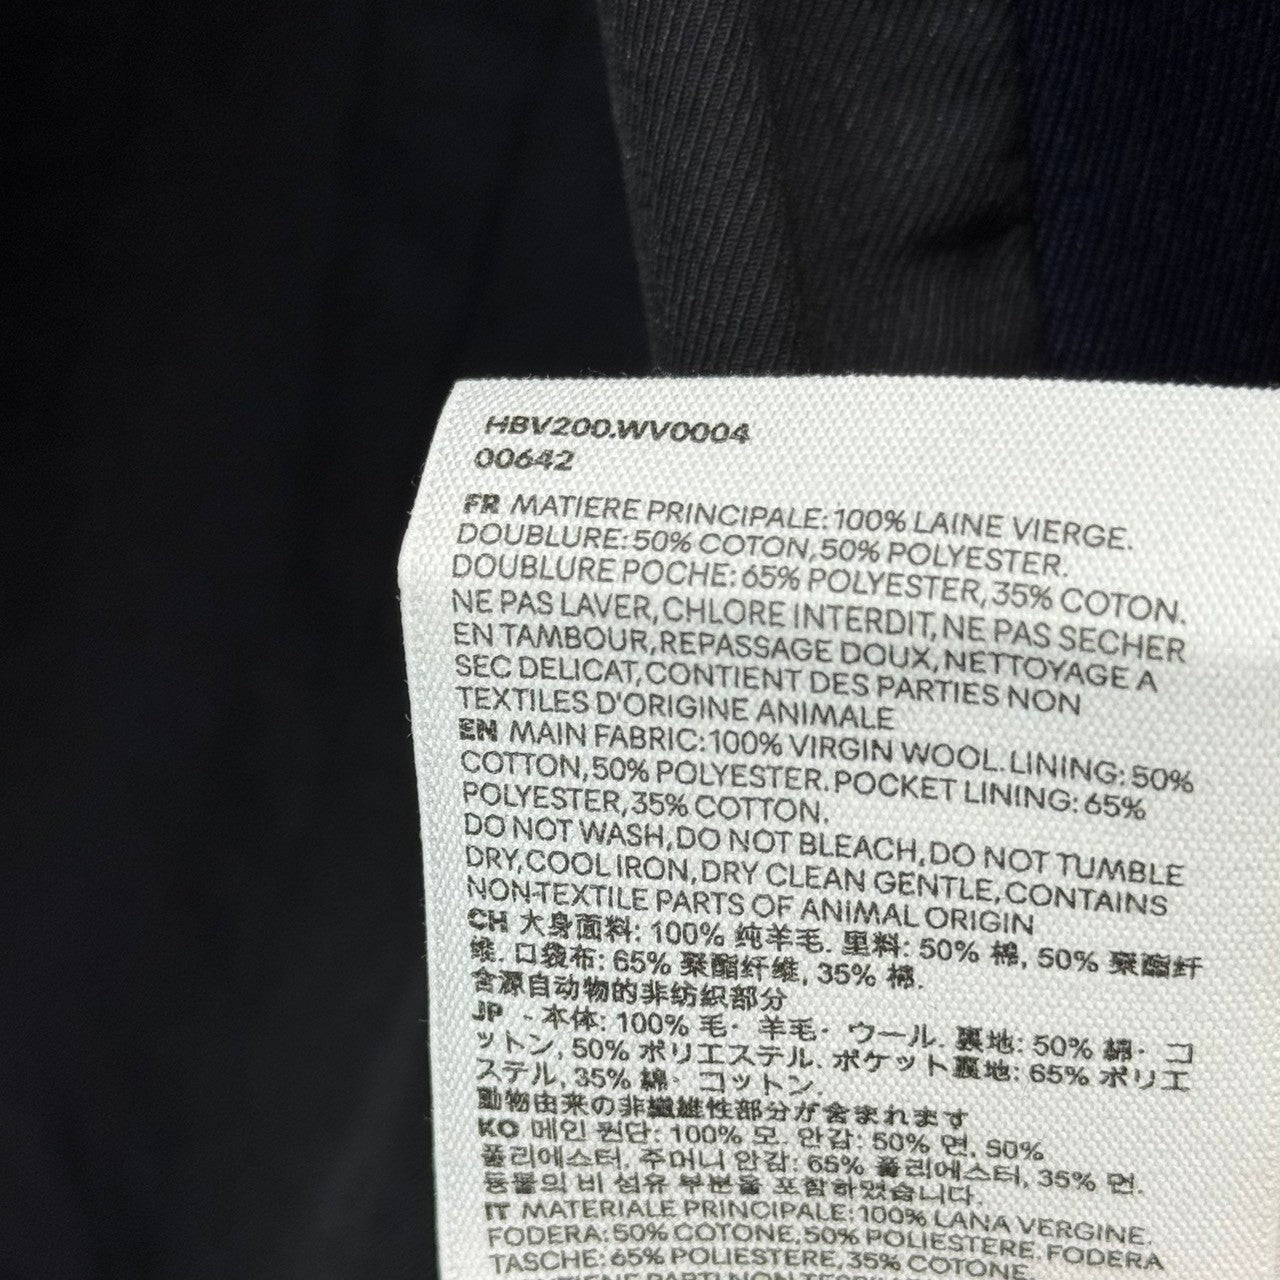 HBV200.WV0004
00642
FR MATIERE PRINCIPALE: 100% LAINE VIERGE.
DOUBLURE: 50% COTON, 50% POLYESTER.
DOUBLURE POCHE: 65% POLYESTER, 35% COTON.
NE PAS LAVER, CHLORE INTERDIT, NE PAS SECHER
EN TAMBOUR, REPASSAGE DOUX, NETTOYAGE A
SEC DELICAT, CONTIENT DES PARTIES NON
TEXTILES D'ORIGINE ANIMALE
EN MAIN FABRIC: 100% VIRGIN WOOL. LINING: 50%
COTTON, 50% POLYESTER. POCKET LINING: 65%
POLYESTER, 35% COTTON.
DO NOT WASH, DO NOT BLEACH, DO NOT TUMBLE
DRY, COOL IRON, DRY CLEAN GENTLE, CONTAINS
NON-TEXTILE PARTS OF ANIMAL ORIGIN
CH 大身面料: 100% 纯羊毛. 里料: 50% 棉, 50% 聚酯纤
维. 口袋布: 65% 聚酯纤维, 35% 棉.
含源自动物的非纺织部分
JP - 本体: 100% 毛· 羊毛· ウール. 裏地: 50% 綿· コ
ットン, 50% ポリエステル. ポケット裏地: 65% ポリエ
ステル, 35% 綿· コットン.
動物由来の非繊維性部分が含まれます
KO 메인 원단: 100% 모. 안감: 50% 면, 50%
폴리에스터, 주머니 안감: 65% 폴리에스터, 35% 면.
동물의 비 섬유 부분을 포함하였습니다.
IT MATERIALE PRINCIPALE: 100% LANA VERGINE.
FODERA: 50% COTONE, 50% POLIESTERE. FODERA
TASCHE: 65% POLIESTERE, 35% COTONE.
PARTI NON